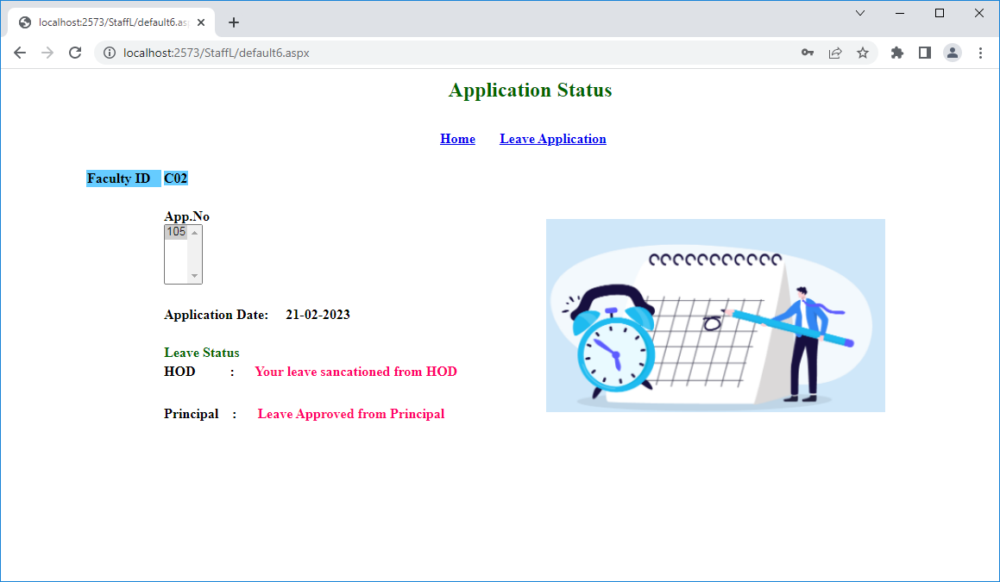 localhost:2573/StaffL/default6.as
localhost:2573/StaffL/default6.aspx
Application Status
Home Leave Application
Faculty ID C02
App.No
105
Application Date: 21-02-2023
Leave Status
HOD : Your leave sancationed from HOD
Principal : Leave Approved from Principal